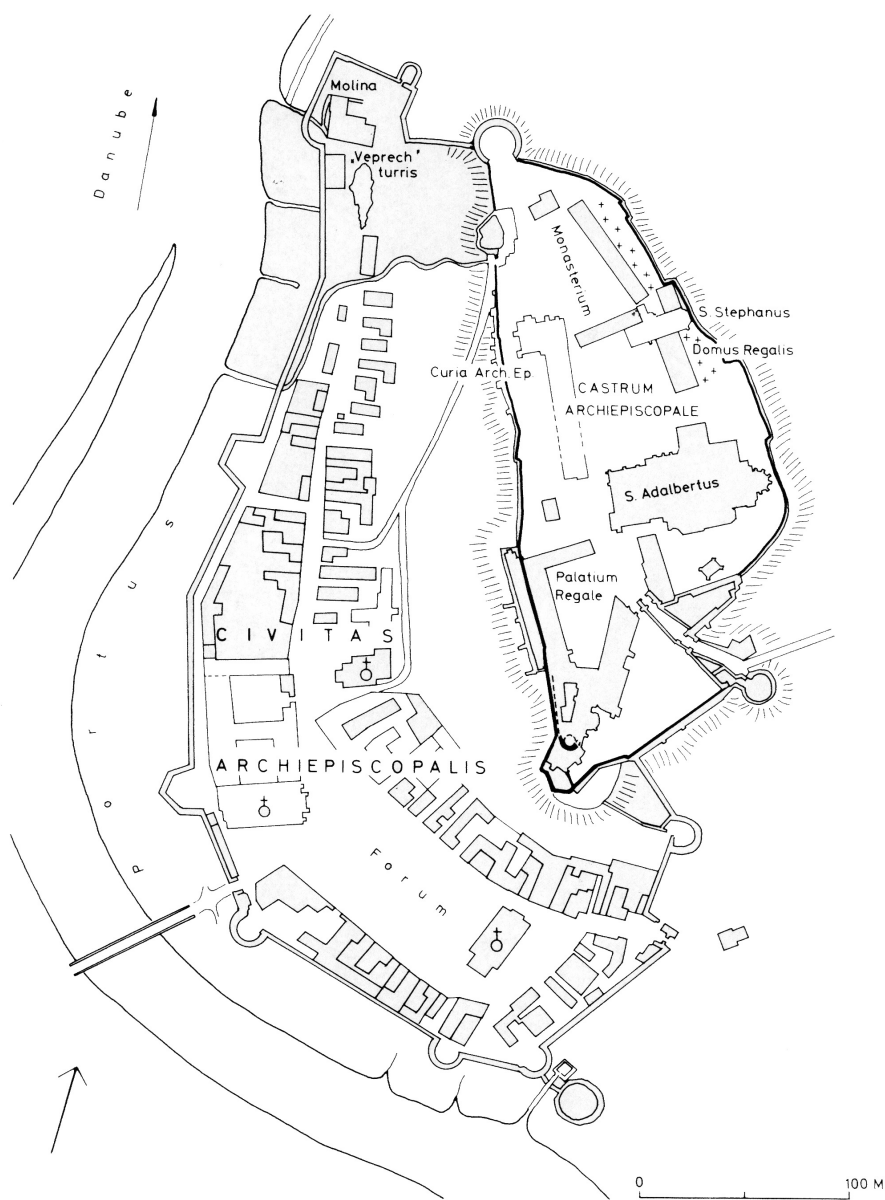 Molina
Danube
„Veprech'
turris
Monasterium
S. Stephanus
Domus Regalis
Curia Arch. Ep.
CASTRUM
ARCHIEPISCOPALE
S. Adalbertus
Portus
Palatium
Regale
CIVITAS
ARCHIEPISCOPALIS
Forum
0 100 M